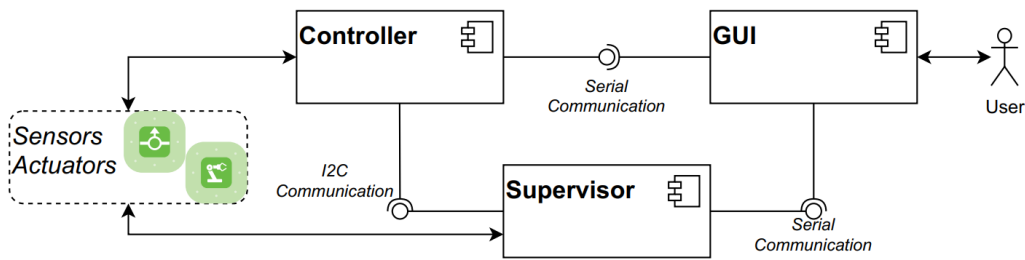 Controller
GUI
Serial
Communication
User
Sensors
Actuators
I2C
Communication
Supervisor
Serial
Communication